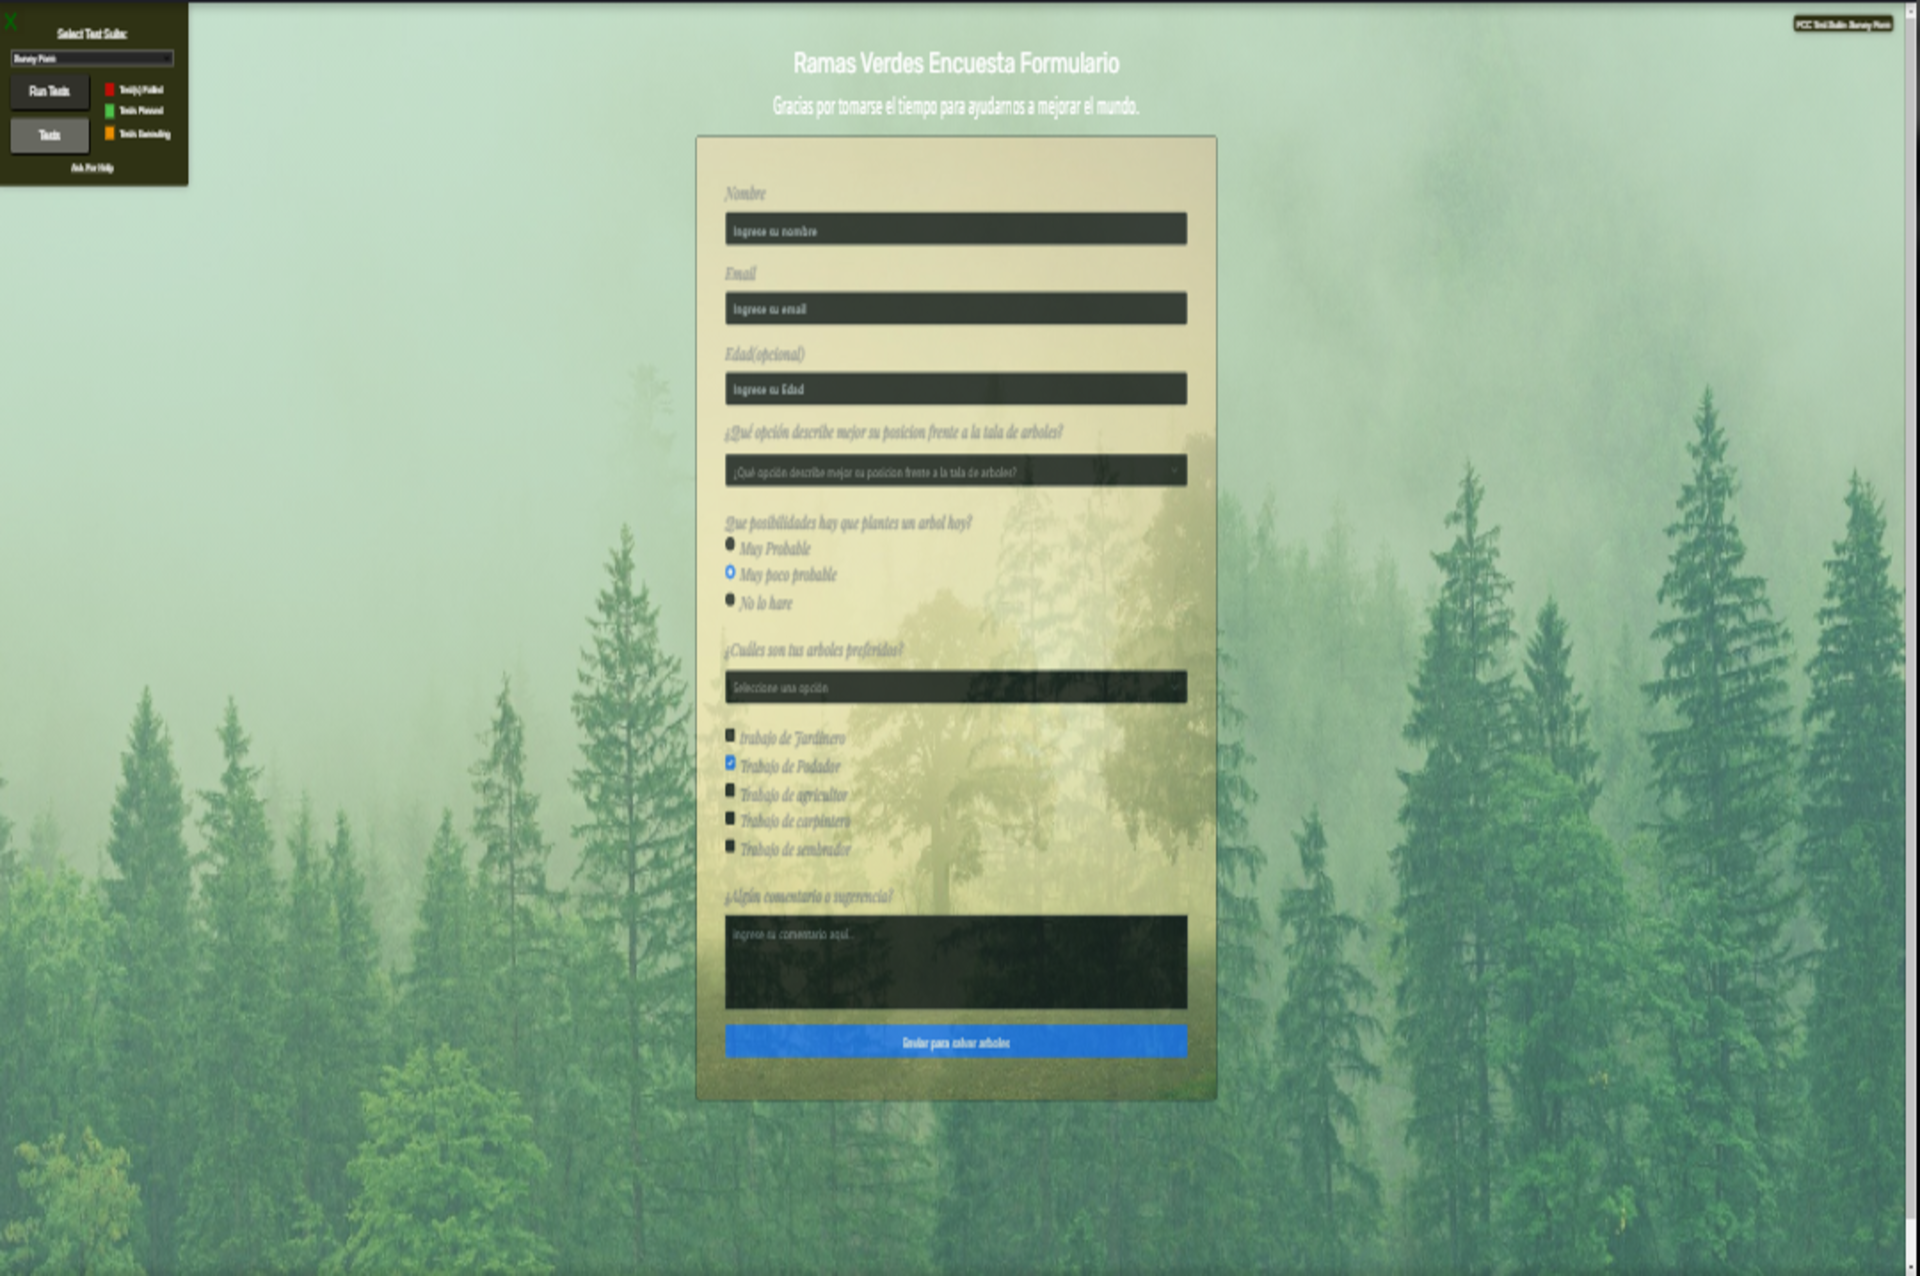 X
Select Test Suite:
Survey Form
Run Tests
Test(s) Failed
Tests Passed
Tests
Tests Executing
Ask For Help
FCC Test Suite: Survey Form
Ramas Verdes Encuesta Formulario
Gracias por tomarse el tiempo para ayudarnos a mejorar el mundo.
Nombre
Ingrese su nombre
Email
Ingrese su email
Edad(opcional)
Ingrese su Edad
¿Qué opción describe mejor su posicion frente a la tala de arboles?
¿Qué opción describe mejor su posicion frente a la tala de arboles?
Que posibilidades hay que plantes un arbol hoy?
Muy Probable
Muy poco probable
No lo hare
¿Cuáles son tus arboles preferidos?
Seleccione una opción
trabajo de Jardinero
Trabajo de Podador
Trabajo de agricultor
Trabajo de carpintero
Trabajo de sembrador
¿Algún comentario o sugerencia?
Ingrese su comentario aquí...
Enviar para salvar arboles